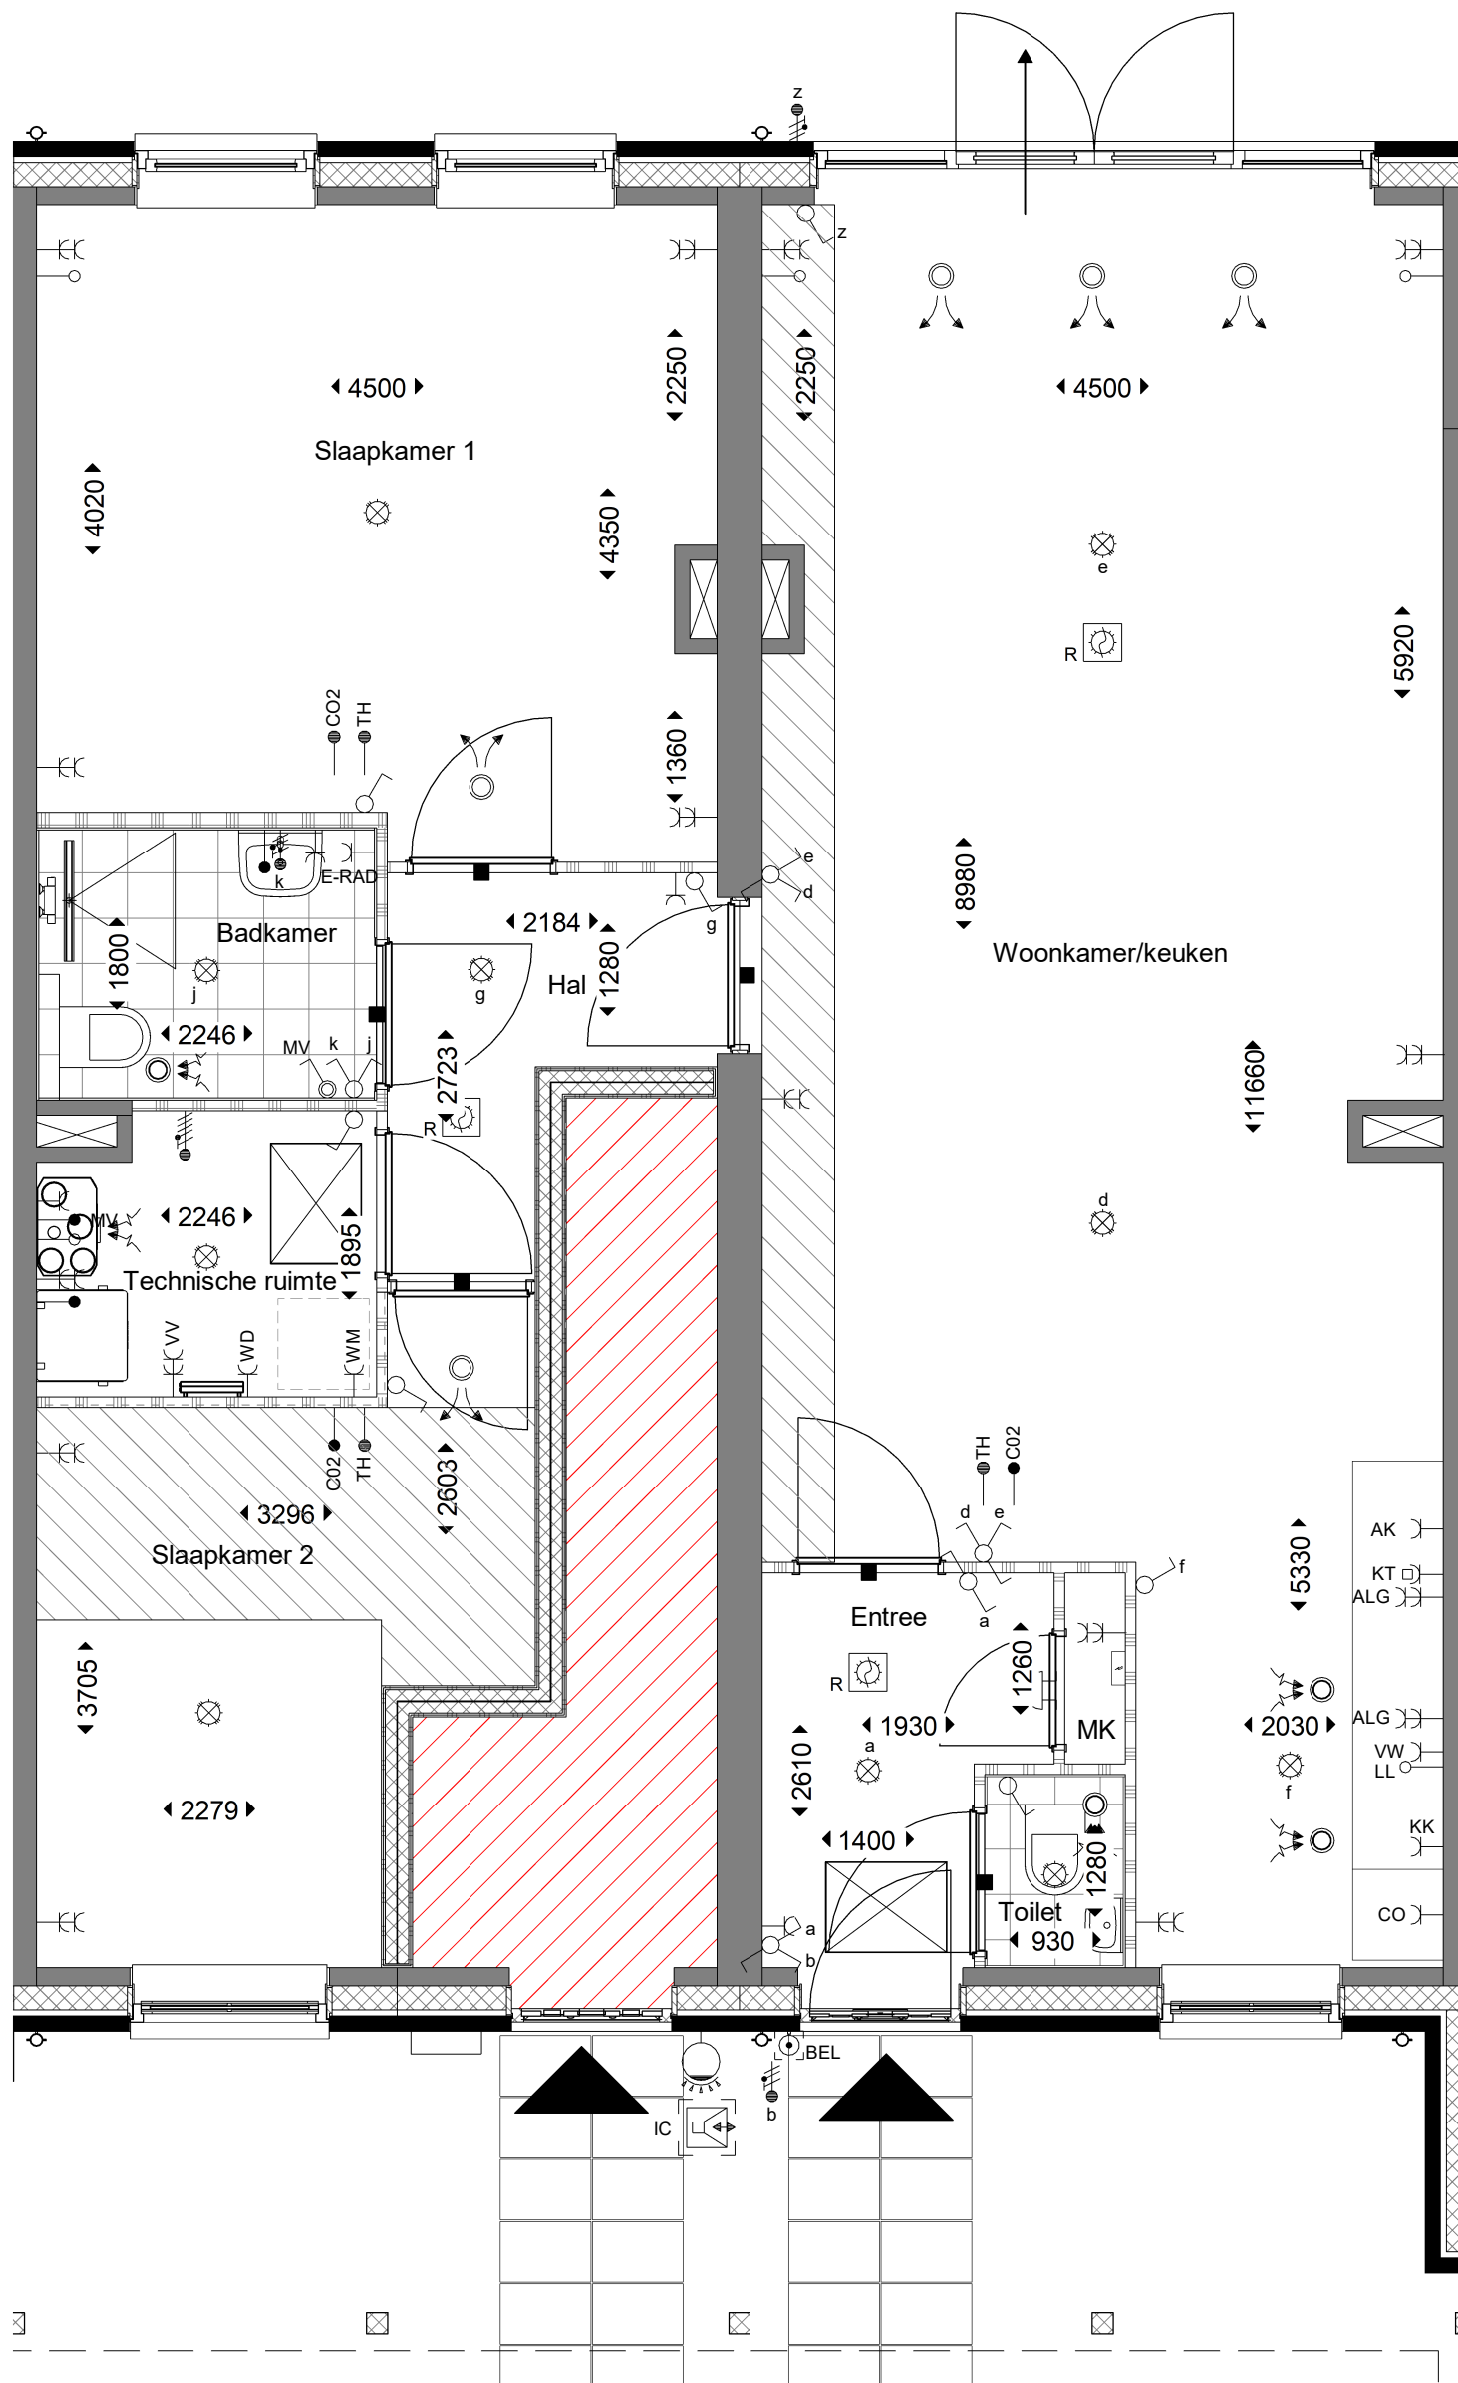 z
z
4500
2250
2250
4500
Slaapkamer 1
4020
4350
e
5920
R
CO2
TH
1360
k
E-RAD
e
d
8980
g
2184
Badkamer
1800
1280
Woonkamer/keuken
Hal
j
g
2246
MV
k
j
2723
11660
R
d
MV
2246
1895
Technische ruimte
VV
WD
WM
C02
TH
2603
TH
C02
3296
d
e
AK
Slaapkamer 2
5330
f
KT
ALG
Entree
a
1260
3705
R
1930
MK
2030
ALG
a
VW
LL
2610
f
2279
1400
1280
KK
Toilet
a
930
CO
b
BEL
b
IC